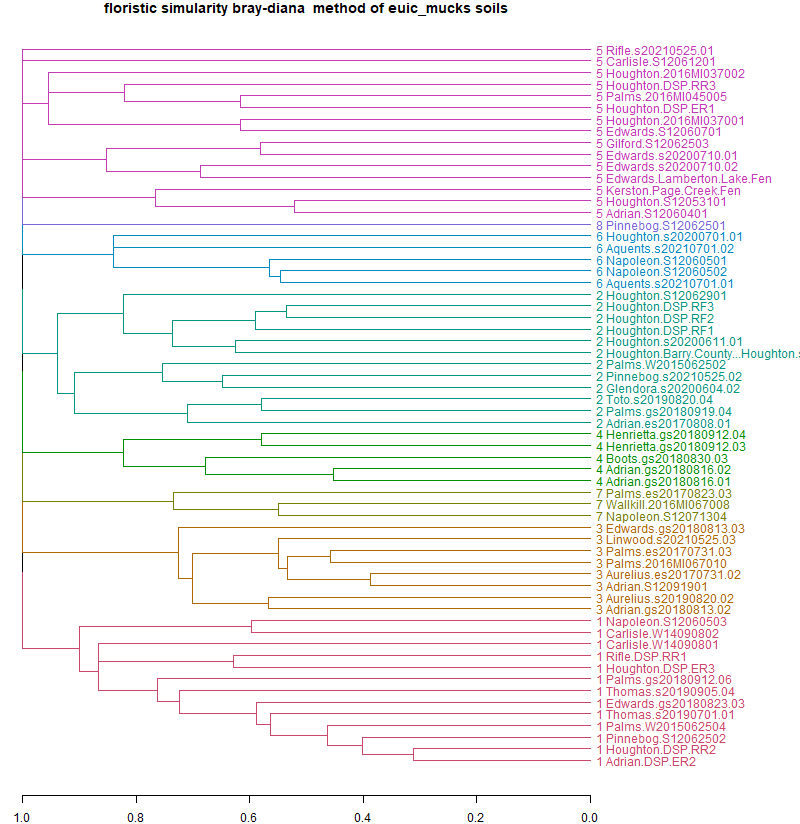 floristic simularity bray-diana method of euic_mucks soils
5 Rifle.s20210525.01
5 Carlisle.S12061201
5 Houghton.2016MI037002
5 Houghton.DSP.RR3
5 Palms.2016MI045005
5 Houghton.DSP.ER1
5 Houghton.2016MI037001
5 Edwards.S12060701
5 Gilford.S12062503
5 Edwards.s20200710.01
5 Edwards.s20200710.02
5 Edwards.Lamberton.Lake.Fen
5 Kerston.Page.Creek.Fen
5 Houghton.S12053101
5 Adrian.S12060401
8 Pinnebog.S12062501
6 Houghton.s20200701.01
6 Aquents.s20210701.02
6 Napoleon.S12060501
6 Napoleon.S12060502
6 Aquents.s20210701.01
2 Houghton.S12062901
2 Houghton.DSP.RF3
2 Houghton.DSP.RF2
2 Houghton.DSP.RF1
2 Houghton.s20200611.01
2 Houghton.Barry.County...Houghton.s
2 Palms.W2015062502
2 Pinnebog.s20210525.02
2 Glendora.s20200604.02
2 Toto.s20190820.04
2 Palms.gs20180919.04
2 Adrian.es20170808.01
4 Henrietta.gs20180912.04
4 Henrietta.gs20180912.03
4 Boots.gs20180830.03
4 Adrian.gs20180816.02
4 Adrian.gs20180816.01
7 Palms.es20170823.03
7 Wallkill.2016MI067008
7 Napoleon.S12071304
3 Edwards.gs20180813.03
3 Linwood.s20210525.03
3 Palms.es20170731.03
3 Palms.2016MI067010
3 Aurelius.es20170731.02
3 Adrian.S12091901
3 Aurelius.s20190820.02
3 Adrian.gs20180813.02
1 Napoleon.S12060503
1 Carlisle.W14090802
1 Carlisle.W14090801
1 Rifle.DSP.RR1
1 Houghton.DSP.ER3
1 Palms.gs20180912.06
1 Thomas.s20190905.04
1 Edwards.gs20180823.03
1 Thomas.s20190701.01
1 Palms.W2015062504
1 Pinnebog.S12062502
1 Houghton.DSP.RR2
1 Adrian.DSP.ER2
1.0 0.8 0.6 0.4 0.2 0.0